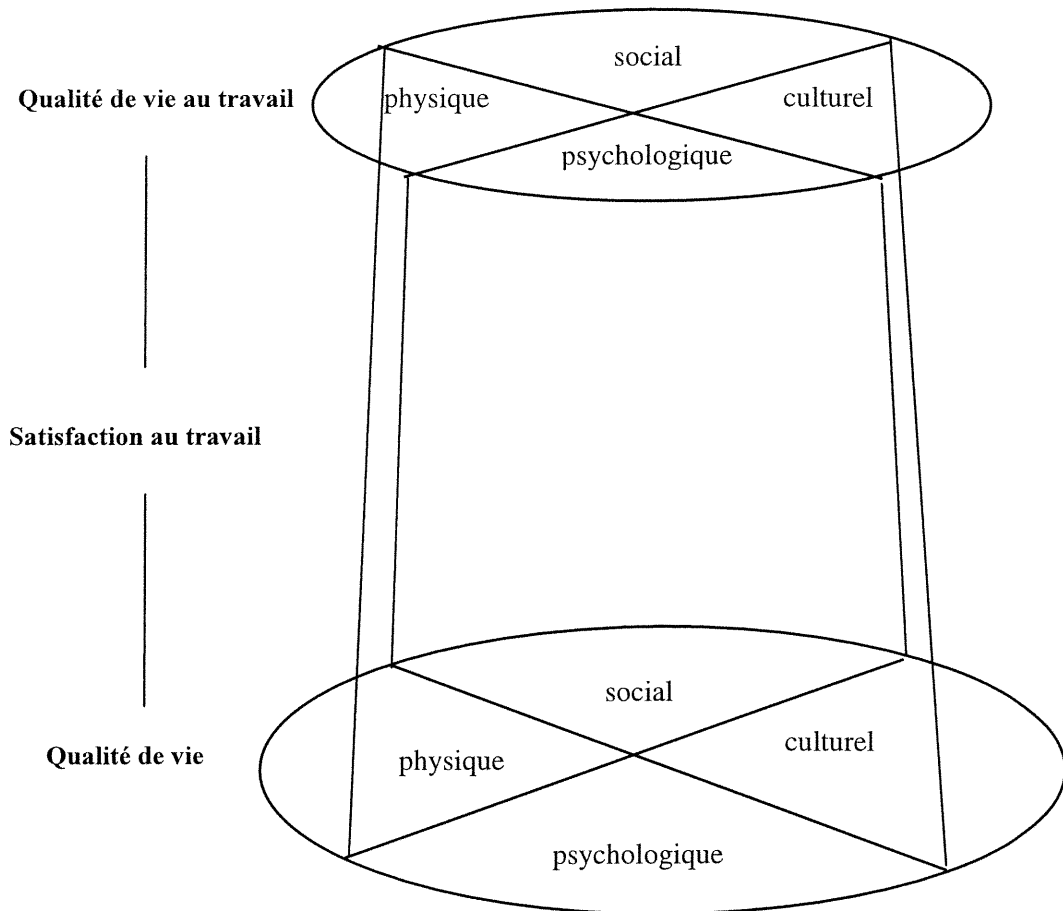 social
Qualité de vie au travail
physique
culturel
psychologique
Satisfaction au travail
social
Qualité de vie
physique
culturel
psychologique